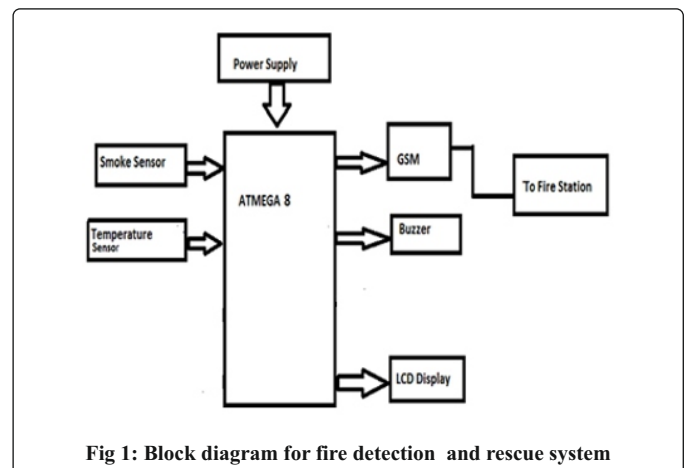 Power Supply
Smoke Sensor
Temperature
Sensor
ATMEGA 8
GSM
To Fire Station
Buzzer
LCD Display
Fig 1: Block diagram for fire detection and rescue system